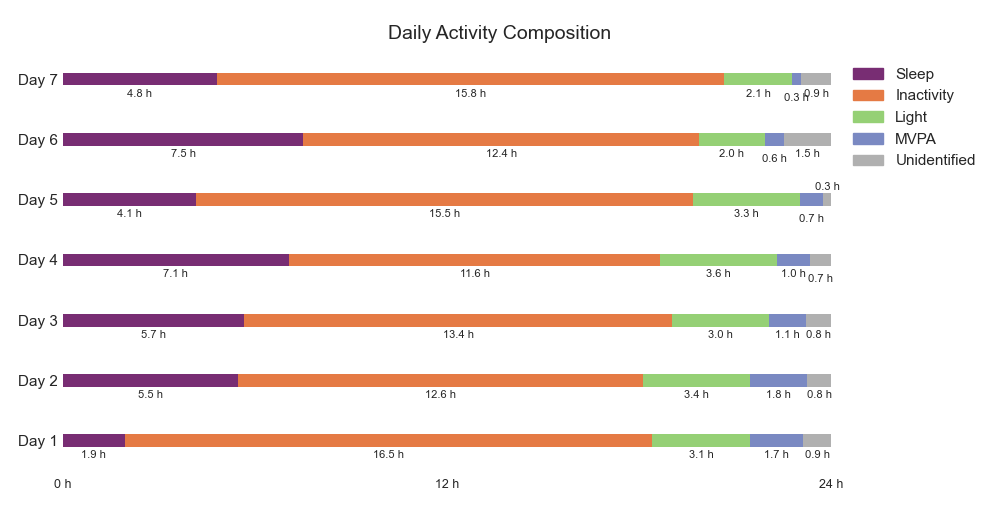 Daily Activity Composition
Day 7
4.8 h 15.8 h 2.1 h 0.3 h 0.9 h
Day 6
7.5 h 12.4 h 2.0 h 0.6 h 1.5 h
Day 5
4.1 h 15.5 h 3.3 h 0.7 h 0.3 h
Day 4
7.1 h 11.6 h 3.6 h 1.0 h 0.7 h
Day 3
5.7 h 13.4 h 3.0 h 1.1 h 0.8 h
Day 2
5.5 h 12.6 h 3.4 h 1.8 h 0.8 h
Day 1
1.9 h 16.5 h 3.1 h 1.7 h 0.9 h
0 h 12 h 24 h
Sleep
Inactivity
Light
MVPA
Unidentified